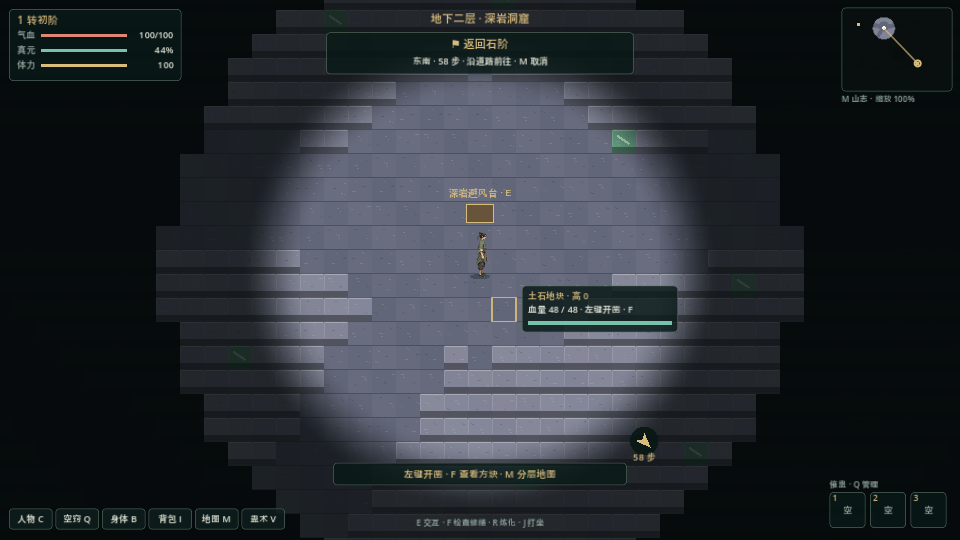 1 转初阶
气血 100/100
真元 44%
体力 100
地下二层 · 深岩洞窟
⚑ 返回石阶
东南 · 58 步 · 沿道路前往 · M 取消
M 山志 · 缩放 100%
深岩避风台 · E
土石地块 · 高 0
血量 48 / 48 · 左键开凿 · F
58 步
左键开凿 · F 查看方块 · M 分层地图
E 交互 · F 检查修缮 · R 炼化 · J 打坐
人物 C
空窍 Q
身体 B
背包 I
地图 M
蛊术 V
催蛊 · Q 管理
1 空
2 空
3 空